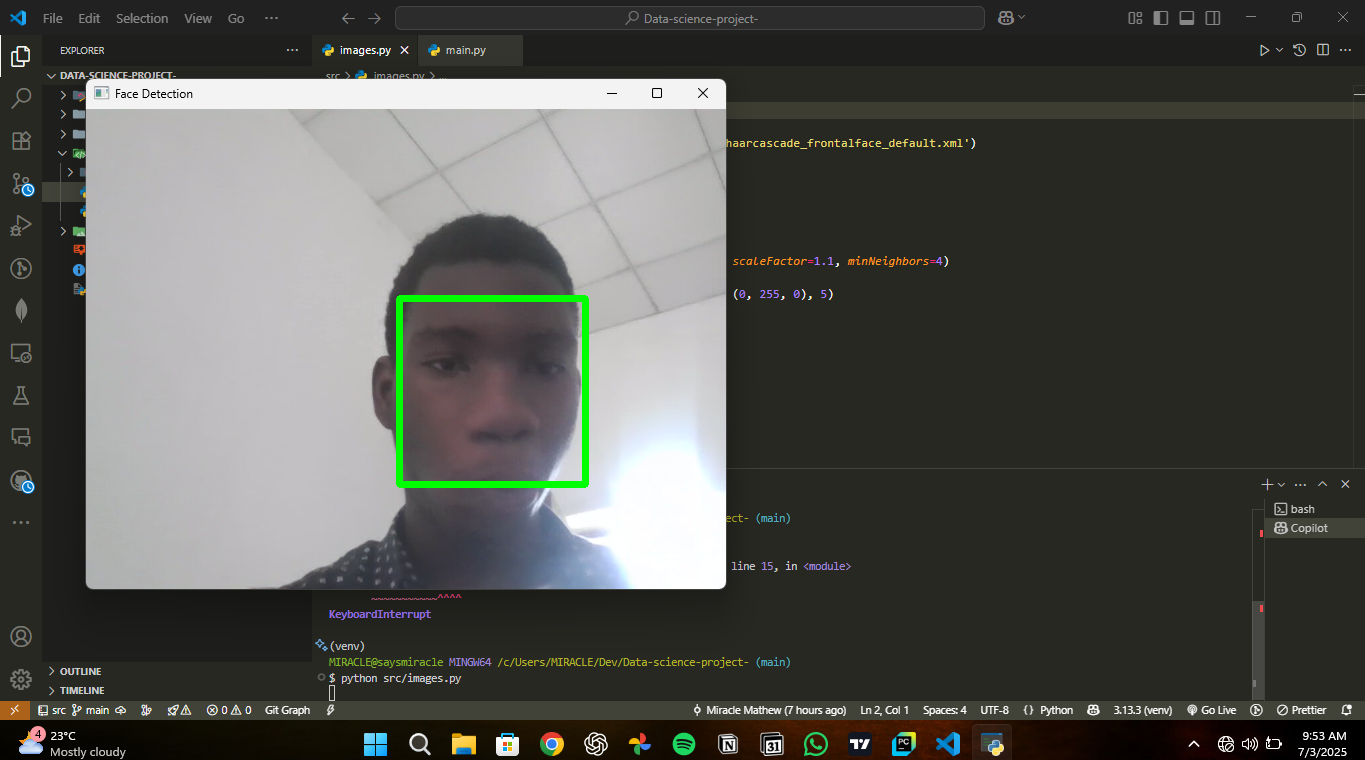 File Edit Selection View Go ··· Data-science-project-
EXPLORER ··· images.py main.py
DATA-SCIENCE-PROJECT- src > images.py > ...
Face Detection
haarcascade_frontalface_default.xml')
scaleFactor=1.1, minNeighbors=4)
(0, 255, 0), 5)
bash
ect- (main)
Copilot
line 15, in <module>
~~~~~~~~~~~^^^^
KeyboardInterrupt
(venv)
MIRACLE@saysmiracle MINGW64 /c/Users/MIRACLE/Dev/Data-science-project- (main)
$ python src/images.py
OUTLINE
TIMELINE
src main 0 0 Git Graph Miracle Mathew (7 hours ago) Ln 2, Col 1 Spaces: 4 UTF-8 {} Python 3.13.3 (venv) Go Live Prettier
4 23°C
Mostly cloudy
31
PC
9:53 AM
7/3/2025